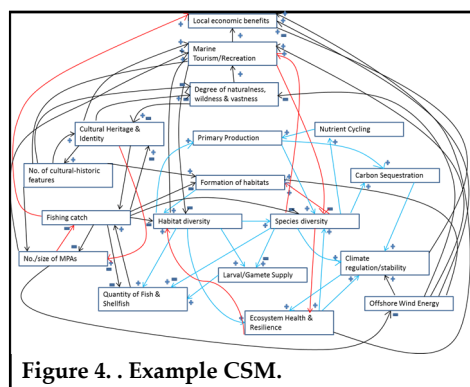 Local economic benefits
Marine
Tourism/Recreation
Degree of naturalness,
wildness & vastness
Cultural Heritage &
Identity
Primary Production
Nutrient Cycling
No. of cultural-historic
features
Formation of habitats
Carbon Sequestration
Fishing catch
Habitat diversity
Species diversity
No./size of MPAs
Larval/Gamete Supply
Climate
regulation/stability
Quantity of Fish &
Shellfish
Ecosystem Health &
Resilience
Offshore Wind Energy
Figure 4. . Example CSM.